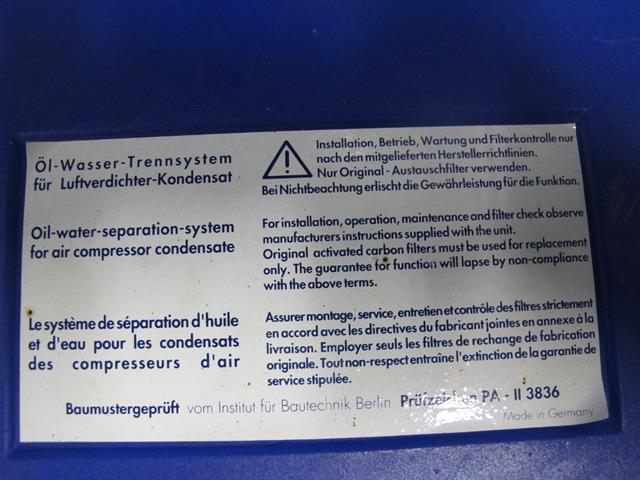 Öl-Wasser-Trennsystem
für Luftverdichter-Kondensat
Installation, Betrieb, Wartung und Filterkontrolle nur
nach den mitgelieferten Herstellerrichtlinien.
Nur Original - Austauschfilter verwenden.
Bei Nichtbeachtung erlischt die Gewährleistung für die Funktion.
Oil-water-separation-system
for air compressor condensate
For installation, operation, maintenance and filter check observe
manufacturers instructions supplied with the unit.
Original activated carbon filters must be used for replacement
only. The guarantee for function will lapse by non-compliance
with the above terms.
Le système de séparation d'huile
et d'eau pour les condensats
des compresseurs d'air
Assurer montage, service, entretien et contrôle des filtres strictement
en accord avec les directives du fabricant jointes en annexe à la
livraison. Employer seuls les filtres de rechange de fabrication
originale. Tout non-respect entraîne l'extinction de la garantie de
service stipulée.
Baumustergeprüft vom Institut für Bautechnik Berlin Prüfzeichen PA - II 3836
Made in Germany